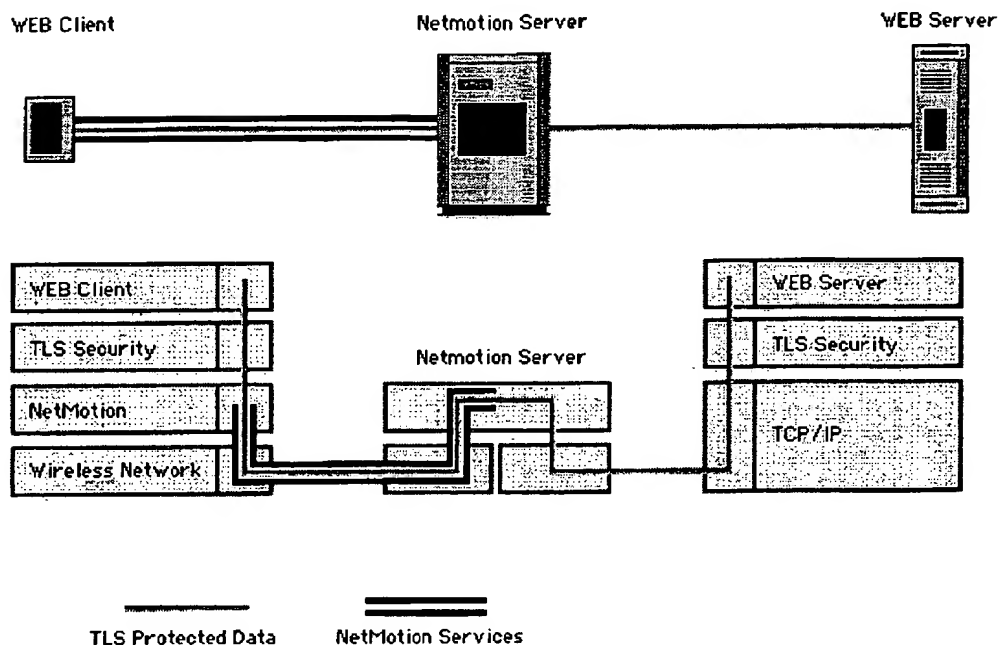 WEB Client
Netmotion Server
WEB Server
WEB Client
TLS Security
NetMotion
Wireless Network
Netmotion Server
WEB Server
TLS Security
TCP/IP
TLS Protected Data
NetMotion Services